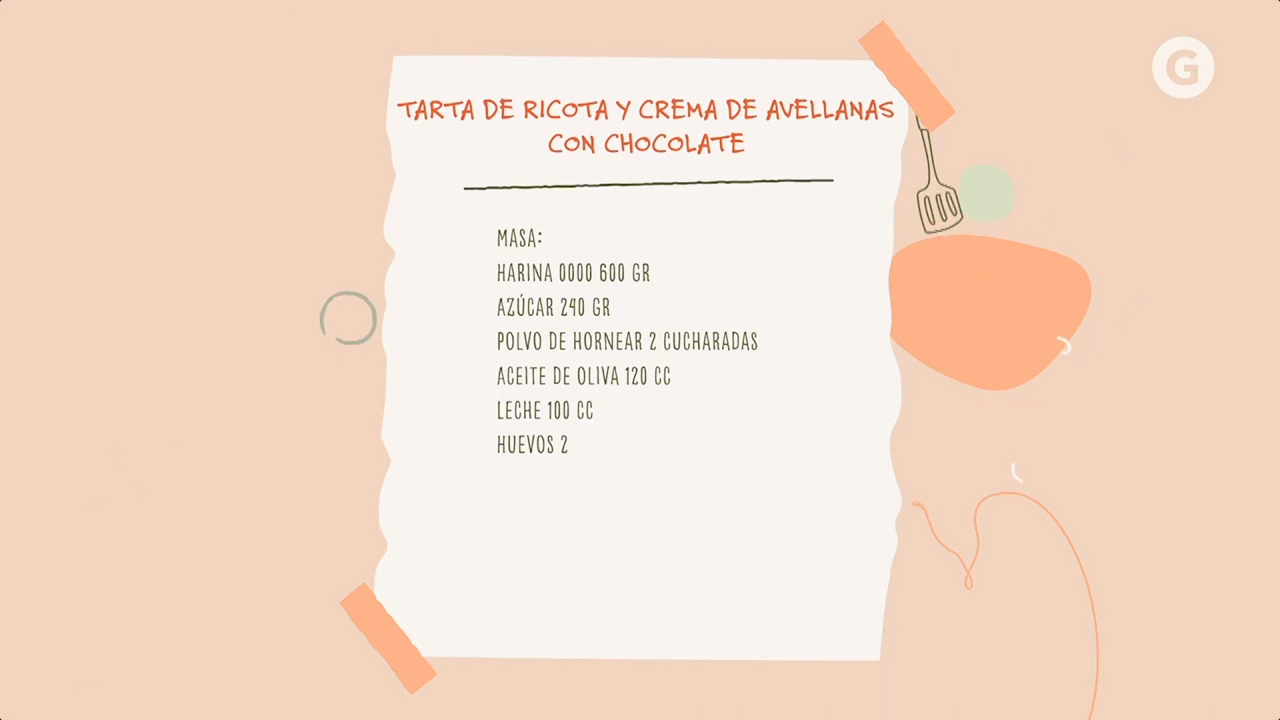 G
TARTA DE RICOTA Y CREMA DE AVELLANAS
CON CHOCOLATE
MASA:
HARINA 0000 600 GR
AZÚCAR 240 GR
POLVO DE HORNEAR 2 CUCHARADAS
ACEITE DE OLIVA 120 CC
LECHE 100 CC
HUEVOS 2